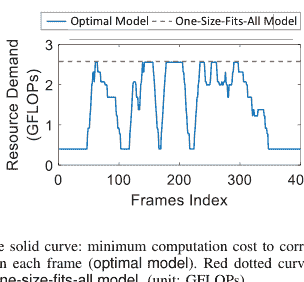 Optimal Model One-Size-Fits-All Model
3
2
1
0
Resource Demand
(GFLOPs)
0 100 200 300 400
Frames Index
e solid curve: minimum computation cost to corr
n each frame (optimal model). Red dotted curv
ne-size-fits-all model. (unit: GFLOPs)